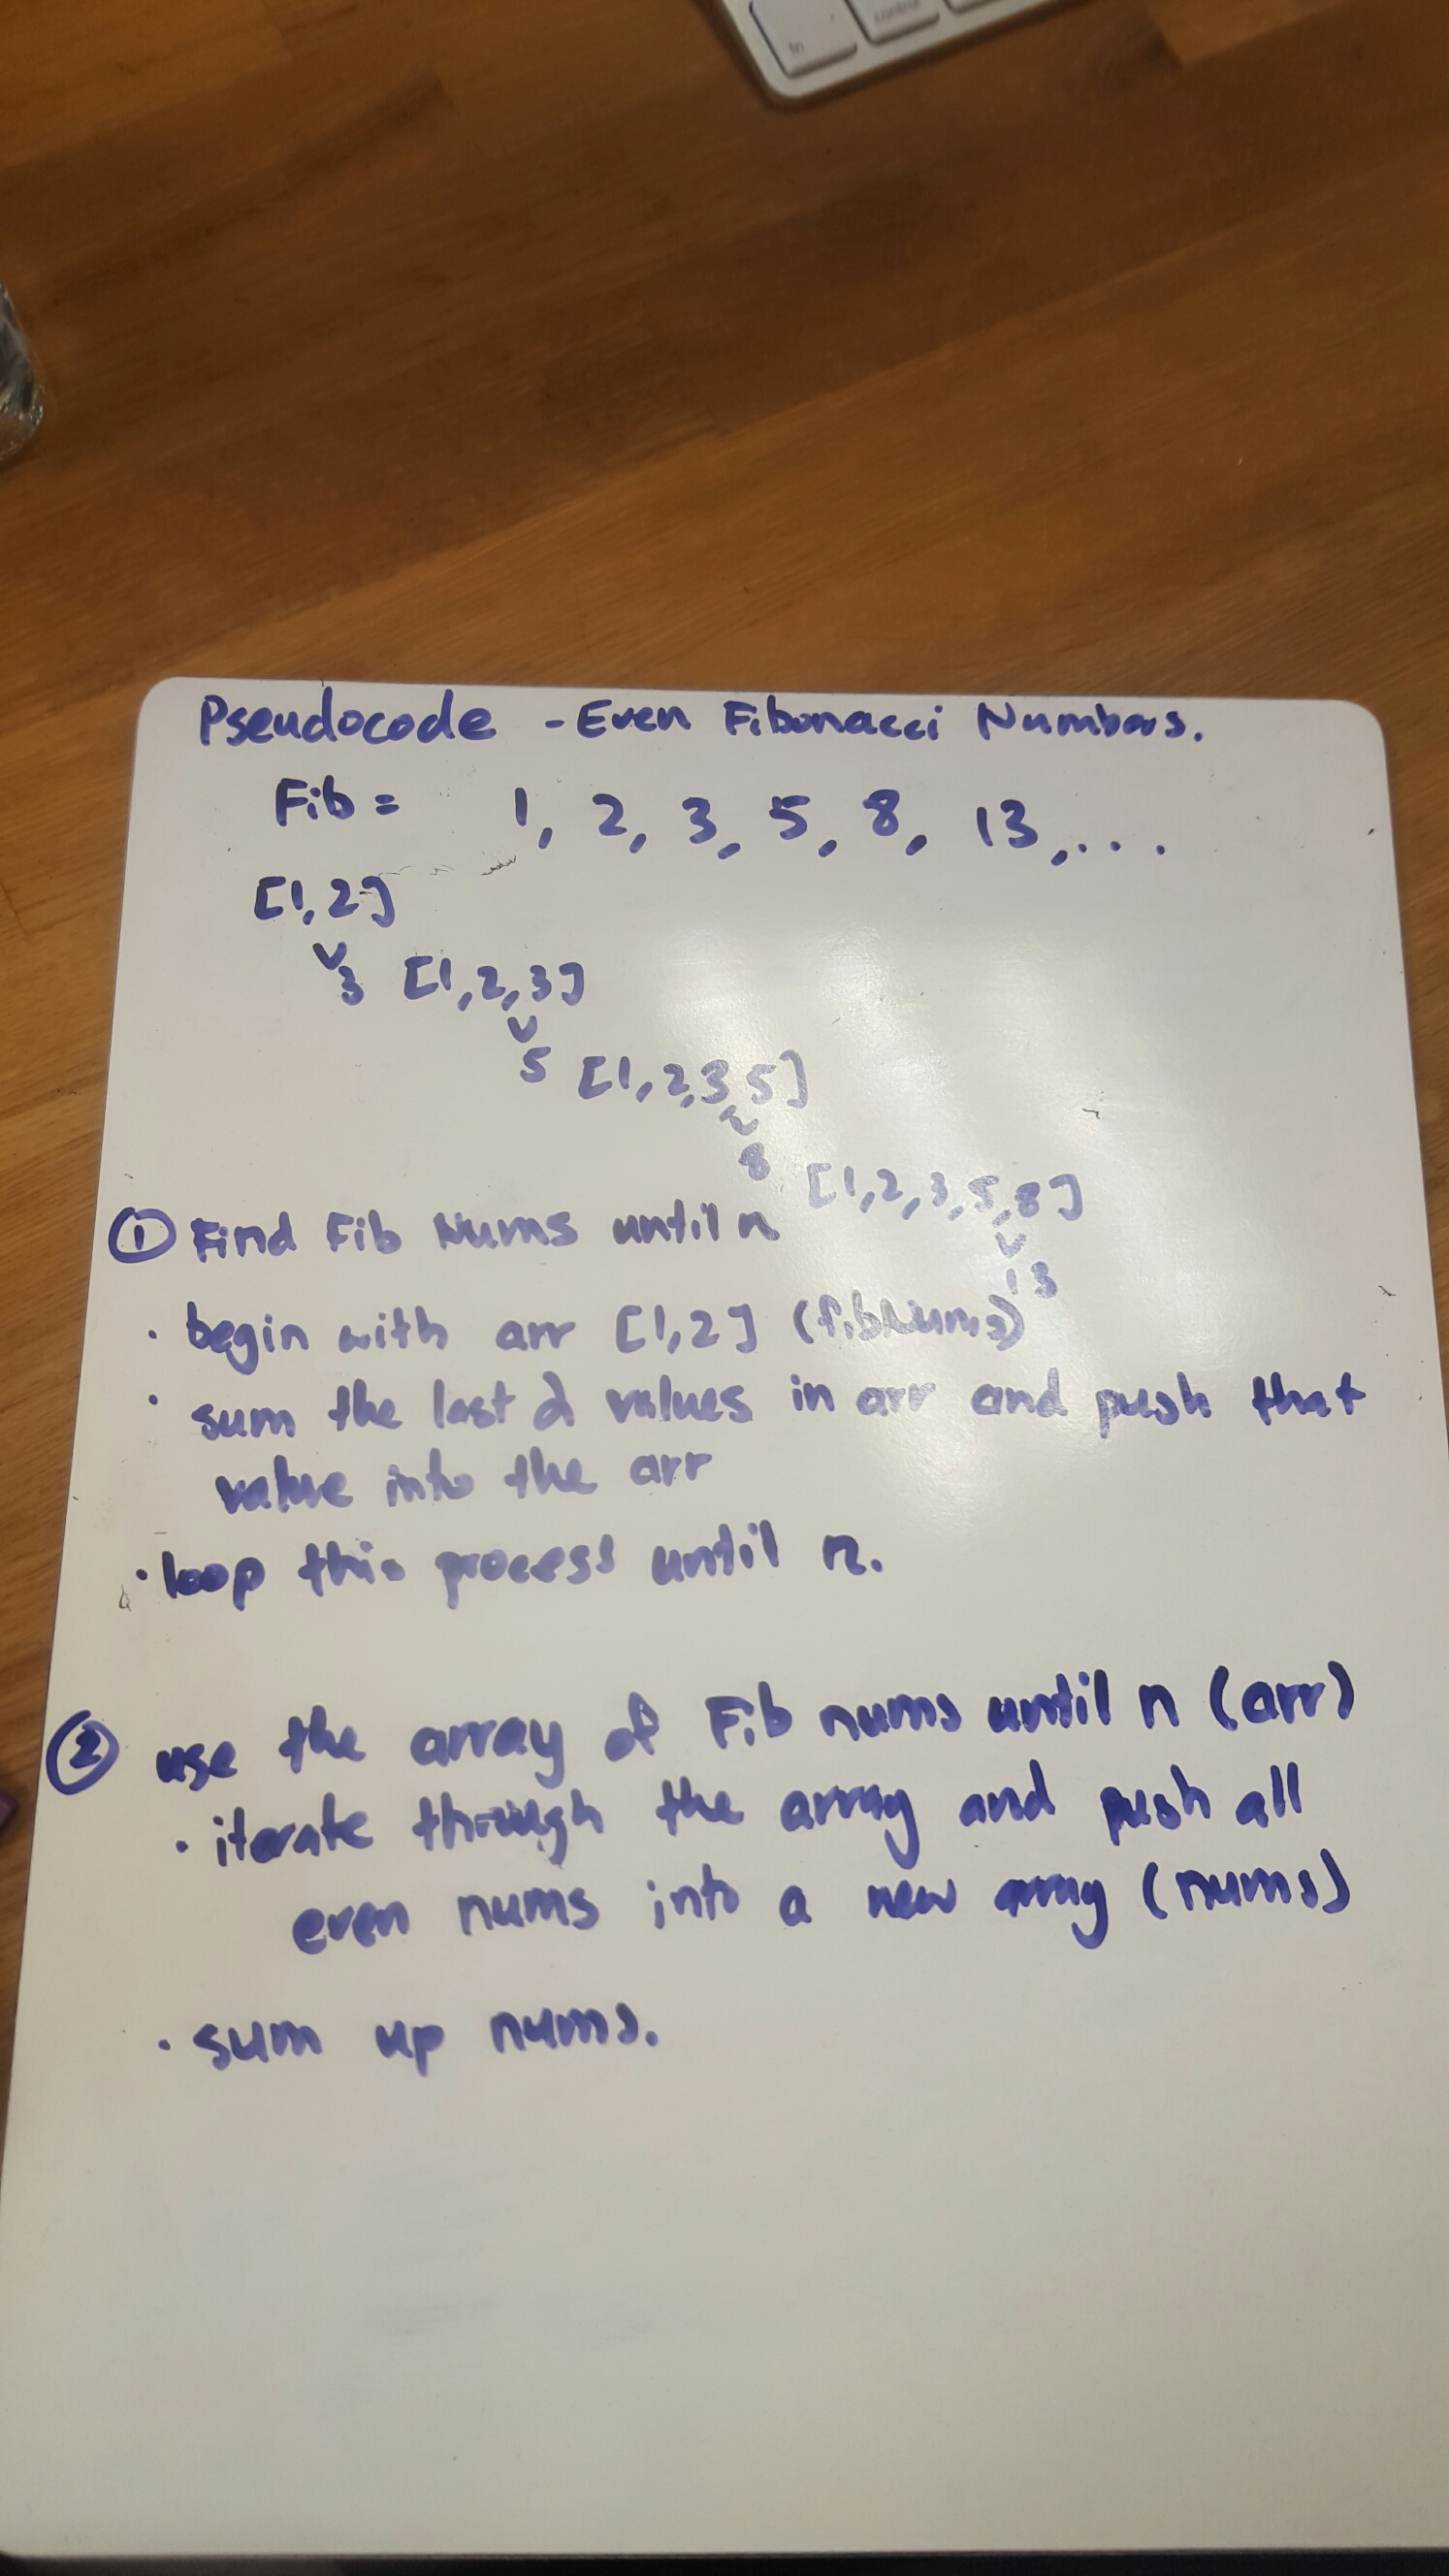 fn
control
Pseudocode - Even Fibonacci Numbers.
Fib = 1, 2, 3, 5, 8, 13, ...
[1,2]
3 [1,2,3]
5 [1,2,3,5]
8 [1,2,3,5,8]
13
① Find Fib Nums until n
· begin with arr [1,2] (fibNums)
· sum the last 2 values in arr and push that
value into the arr
· loop this process until n.
② use the array of Fib nums until n (arr)
· iterate through the array and push all
even nums into a new array (nums)
· sum up nums.